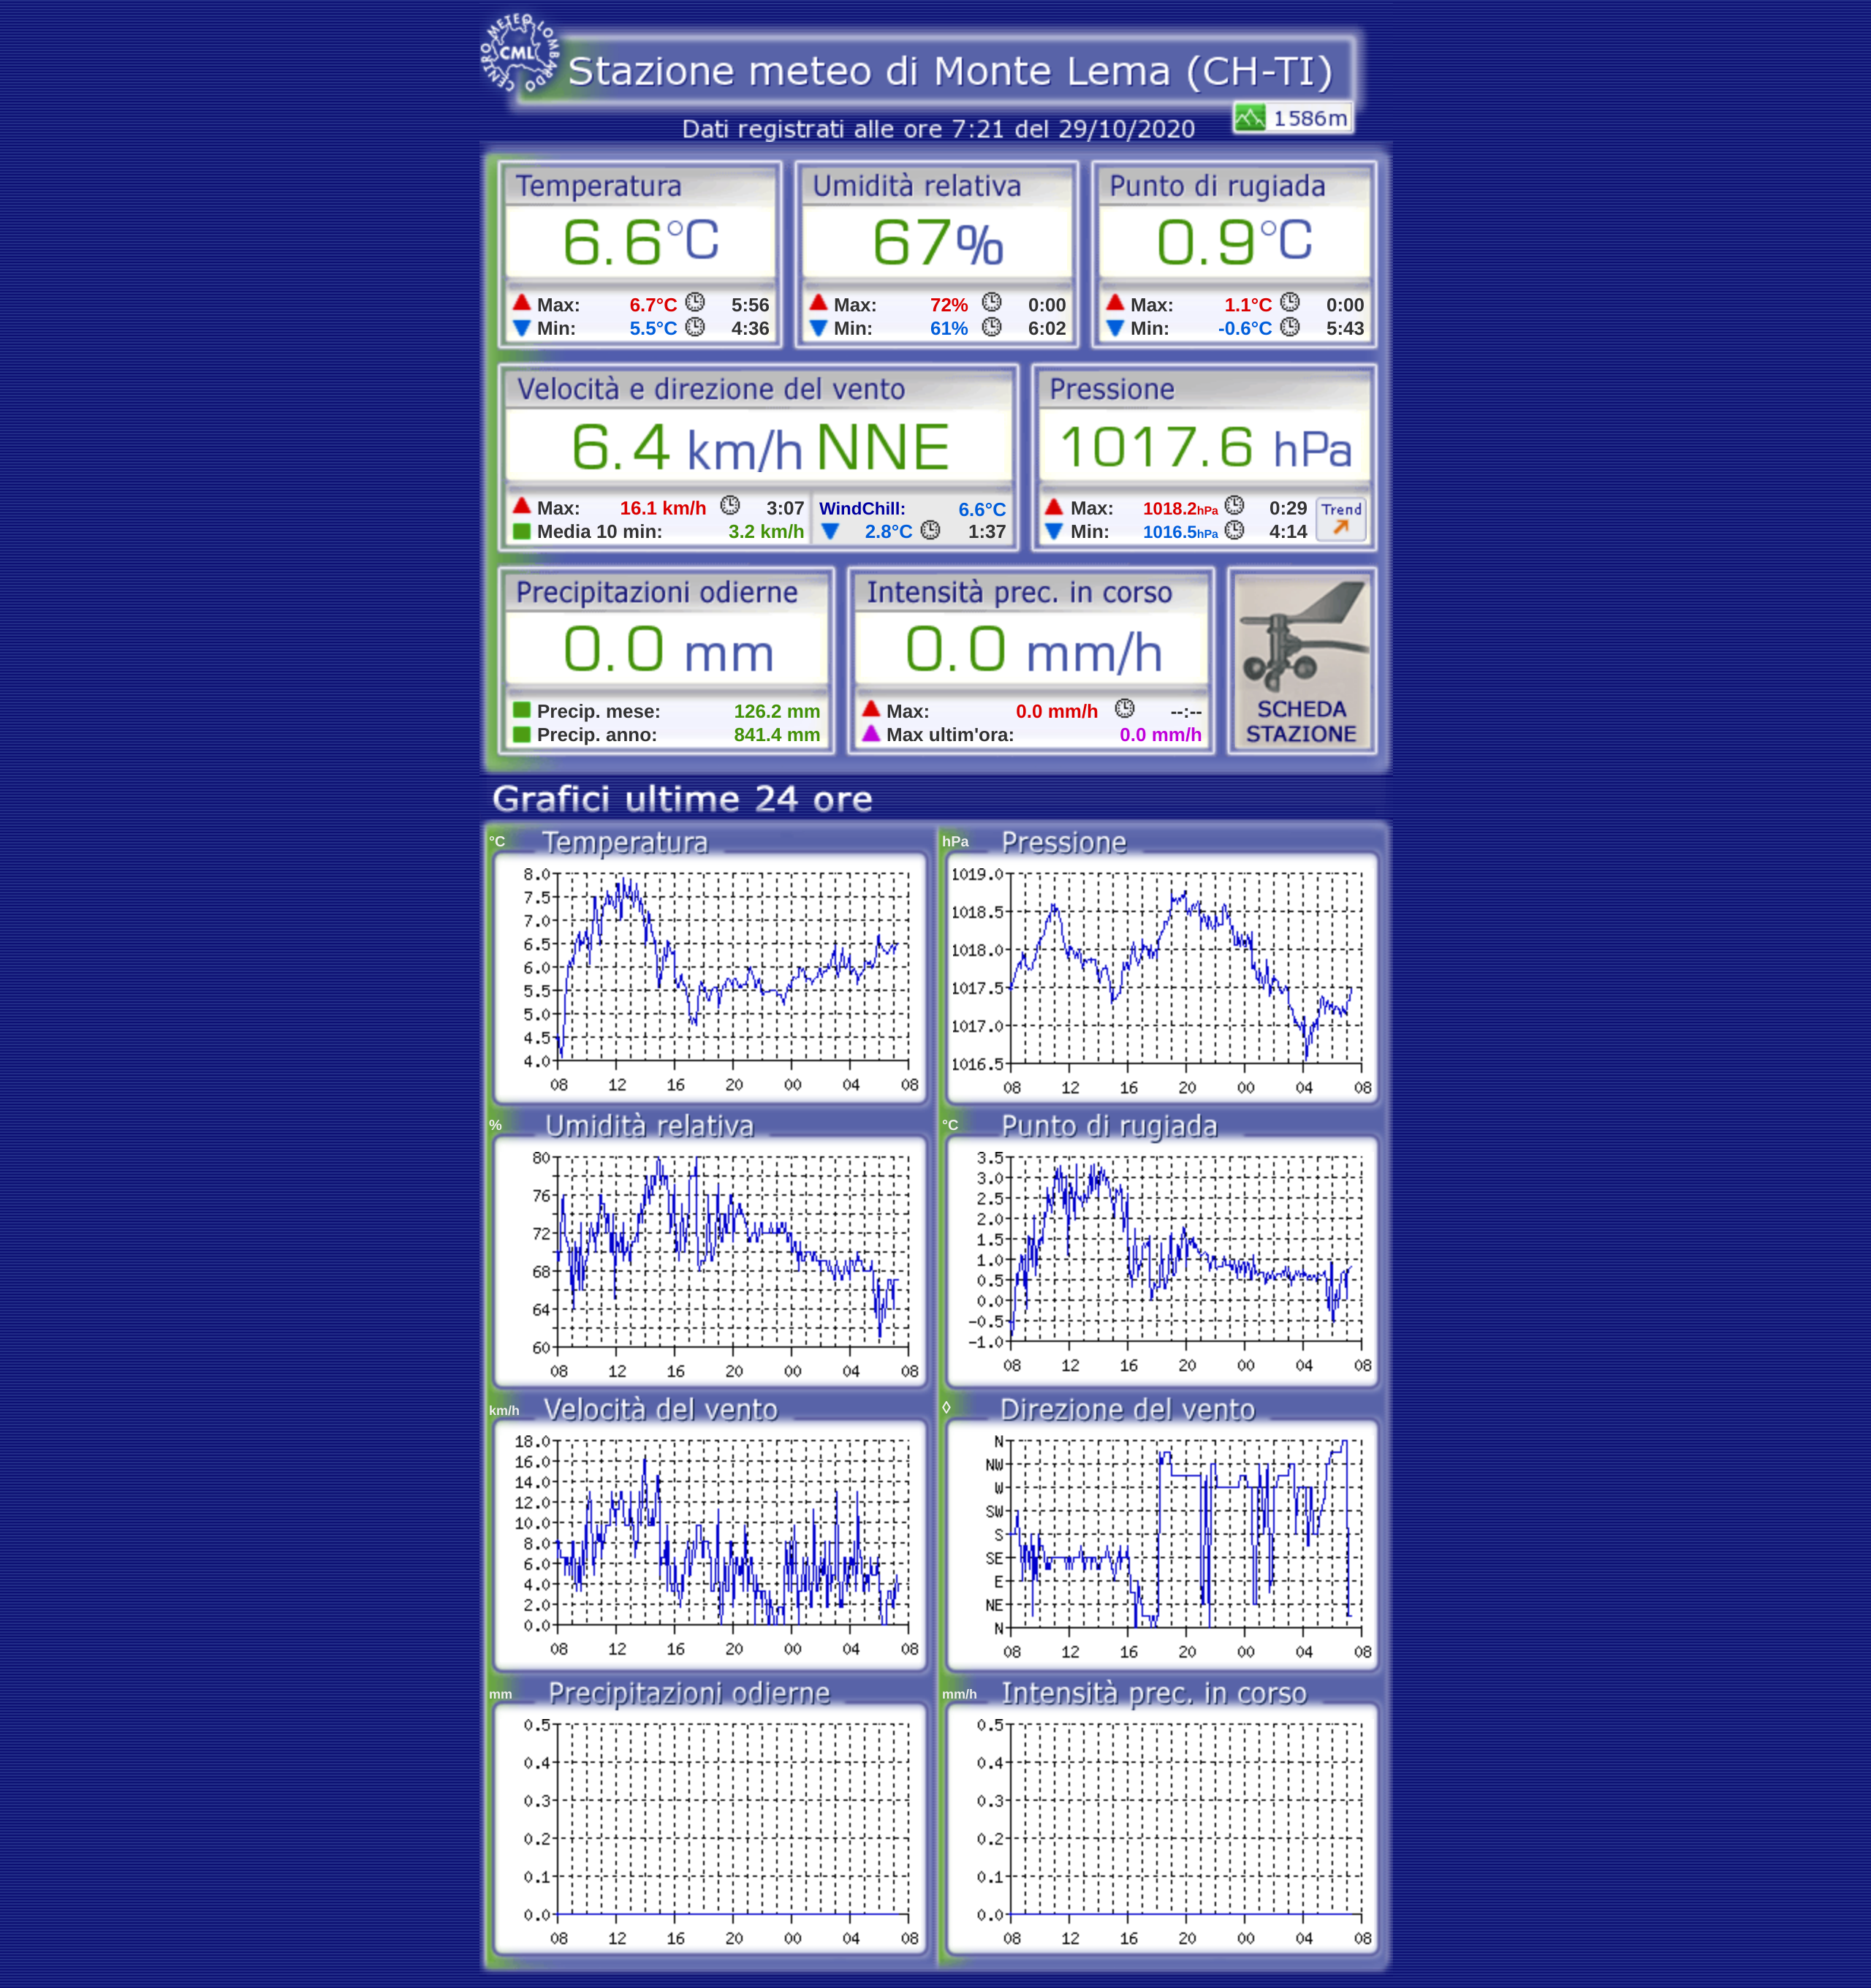 CENTRO METEO LOMBARDO
CML
Stazione meteo di Monte Lema (CH-TI)
1586m
Dati registrati alle ore 7:21 del 29/10/2020
Temperatura
6.6°C
Max: 6.7°C 5:56
Min: 5.5°C 4:36
Umidità relativa
67%
Max: 72% 0:00
Min: 61% 6:02
Punto di rugiada
0.9°C
Max: 1.1°C 0:00
Min: -0.6°C 5:43
Velocità e direzione del vento
6.4 km/h NNE
Max: 16.1 km/h 3:07
Media 10 min: 3.2 km/h
WindChill: 6.6°C
2.8°C 1:37
Pressione
1017.6 hPa
Max: 1018.2hPa 0:29
Min: 1016.5hPa 4:14
Trend
Precipitazioni odierne
0.0 mm
Precip. mese: 126.2 mm
Precip. anno: 841.4 mm
Intensità prec. in corso
0.0 mm/h
Max: 0.0 mm/h --:--
Max ultim'ora: 0.0 mm/h
SCHEDA
STAZIONE
Grafici ultime 24 ore
°C Temperatura
8.0
7.5
7.0
6.5
6.0
5.5
5.0
4.5
4.0
08 12 16 20 00 04 08
hPa Pressione
1019.0
1018.5
1018.0
1017.5
1017.0
1016.5
08 12 16 20 00 04 08
% Umidità relativa
80
76
72
68
64
60
08 12 16 20 00 04 08
°C Punto di rugiada
3.5
3.0
2.5
2.0
1.5
1.0
0.5
0.0
-0.5
-1.0
08 12 16 20 00 04 08
km/h Velocità del vento
18.0
16.0
14.0
12.0
10.0
8.0
6.0
4.0
2.0
0.0
08 12 16 20 00 04 08
◊ Direzione del vento
N
NW
W
SW
S
SE
E
NE
N
08 12 16 20 00 04 08
mm Precipitazioni odierne
0.5
0.4
0.3
0.2
0.1
0.0
08 12 16 20 00 04 08
mm/h Intensità prec. in corso
0.5
0.4
0.3
0.2
0.1
0.0
08 12 16 20 00 04 08